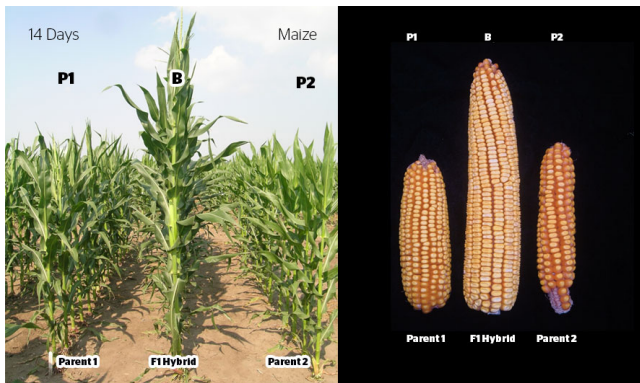 14 Days
Maize
P1
B
P2
Parent 1
F1 Hybrid
Parent 2
P1
B
P2
Parent 1
F1 Hybrid
Parent 2